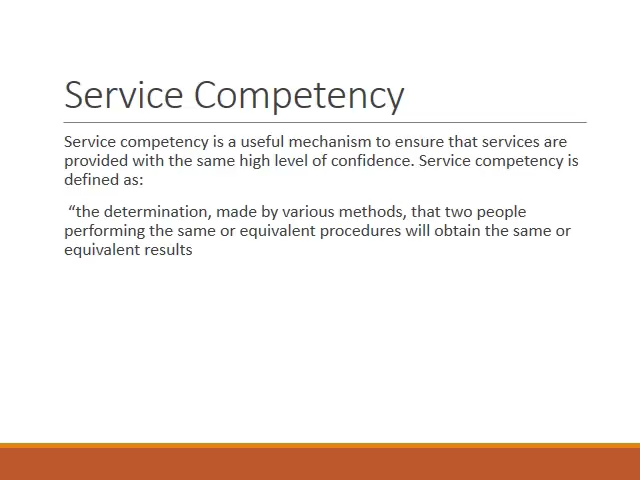 Service Competency
Service competency is a useful mechanism to ensure that services are
provided with the same high level of confidence. Service competency is
defined as:
“the determination, made by various methods, that two people
performing the same or equivalent procedures will obtain the same or
equivalent results